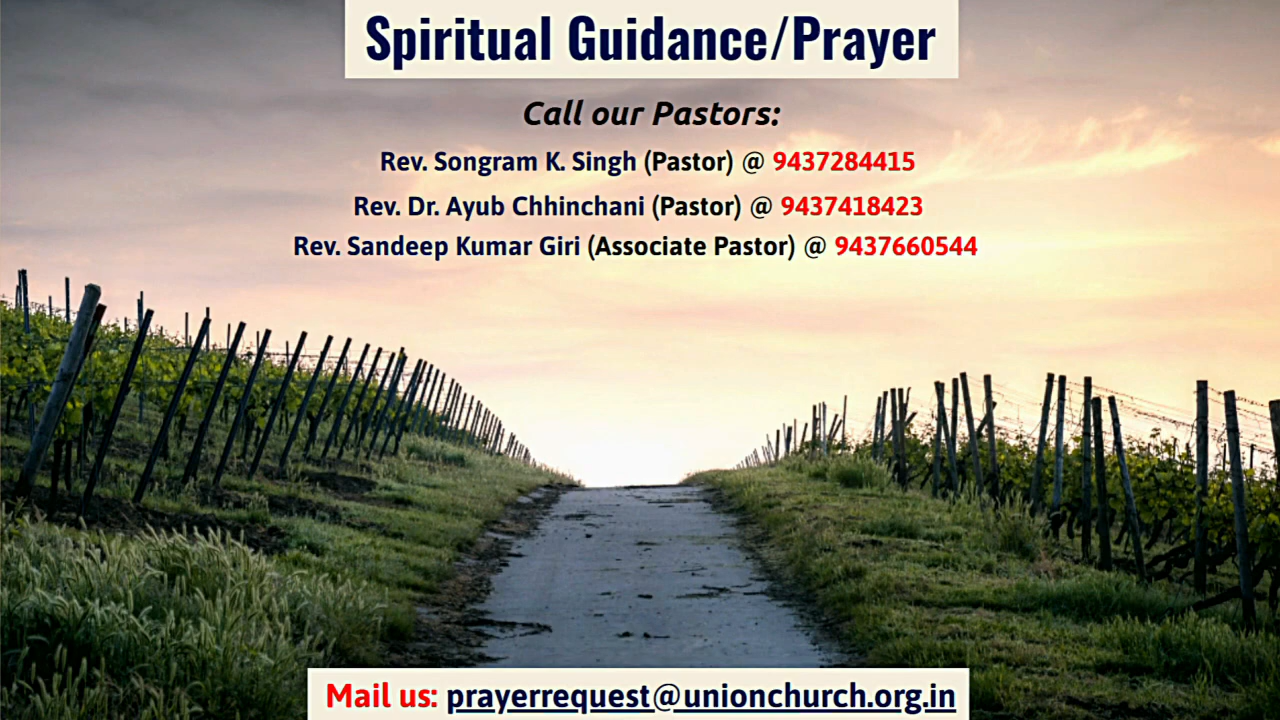 Spiritual Guidance/Prayer
Call our Pastors:
Rev. Songram K. Singh (Pastor) @ 9437284415
Rev. Dr. Ayub Chhinchani (Pastor) @ 9437418423
Rev. Sandeep Kumar Giri (Associate Pastor) @ 9437660544
Mail us: prayerrequest@unionchurch.org.in